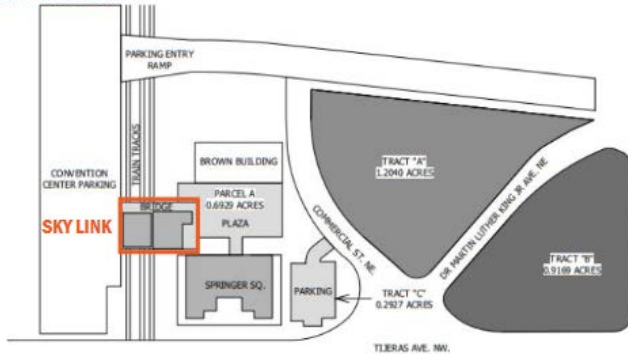 PARKING ENTRY
RAMP
TRAIN TRACKS
CONVENTION
CENTER PARKING
BROWN BUILDING
PARCEL A
0.6929 ACRES
PLAZA
BRIDGE
SKY LINK
SPRINGER SQ.
PARKING
COMMERCIAL ST. NE.
TRACT "A"
1.2040 ACRES
DR MARTIN LUTHER KING JR AVE. NE
TRACT "B"
0.9169 ACRES
TRACT "C"
0.2927 ACRES
TIJERAS AVE. NW.